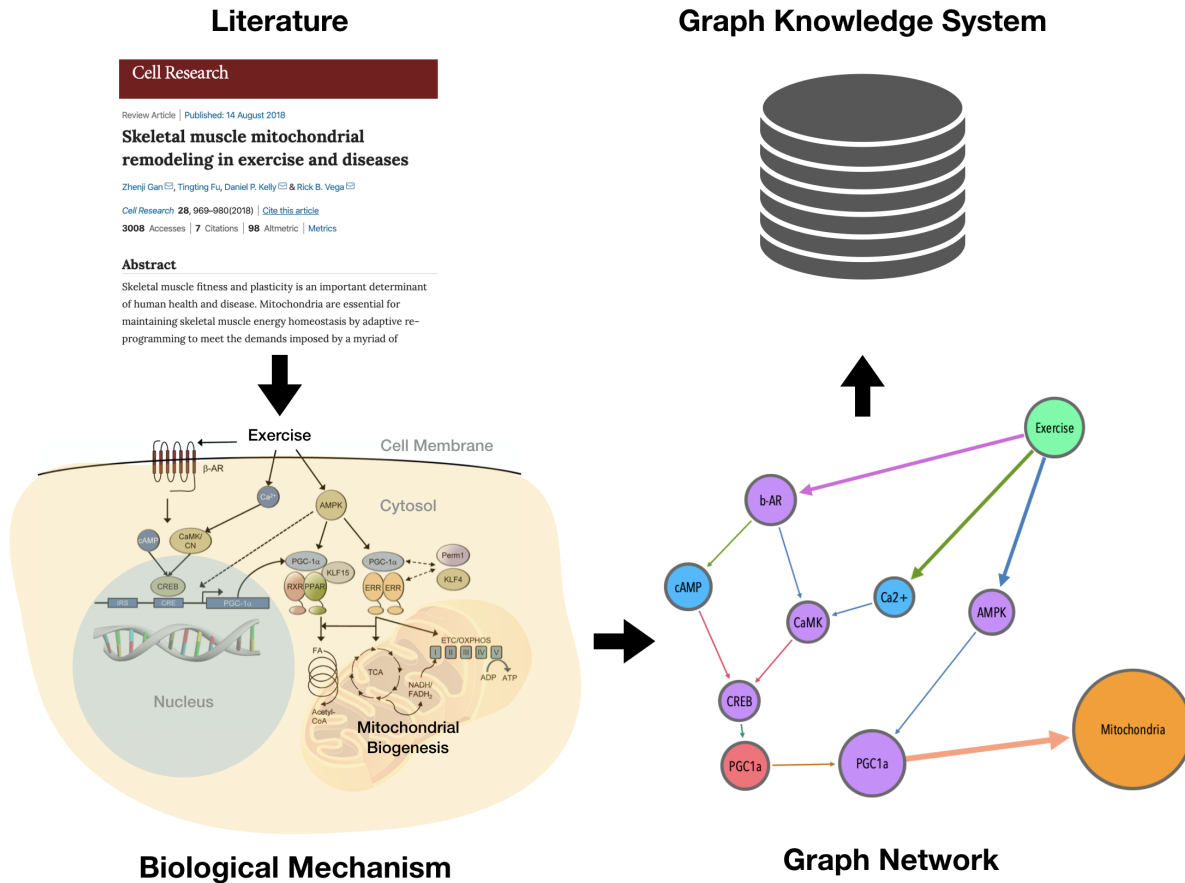 Literature
Graph Knowledge System
Cell Research
Review Article | Published: 14 August 2018
Skeletal muscle mitochondrial
remodeling in exercise and diseases
Zhenji Gan, Tingting Fu, Daniel P. Kelly & Rick B. Vega
Cell Research 28, 969–980(2018) | Cite this article
3008 Accesses | 7 Citations | 98 Altmetric | Metrics
Abstract
Skeletal muscle fitness and plasticity is an important determinant
of human health and disease. Mitochondria are essential for
maintaining skeletal muscle energy homeostasis by adaptive re-
programming to meet the demands imposed by a myriad of
Exercise
Cell Membrane
β-AR
Ca²⁺
AMPK
Cytosol
cAMP
CaMK/
CN
CREB
PGC-1α
KLF15
RXR
PPAR
PGC-1α
ERR
ERR
Perm1
KLF4
IRS
CRE
PGC-1α
Nucleus
FA
Acetyl-
CoA
TCA
NADH/
FADH₂
ETC/OXPHOS
I
II
III
IV
V
ADP
ATP
Mitochondrial
Biogenesis
Biological Mechanism
Exercise
b-AR
cAMP
CaMK
Ca2+
AMPK
CREB
PGC1a
PGC1a
Mitochondria
Graph Network